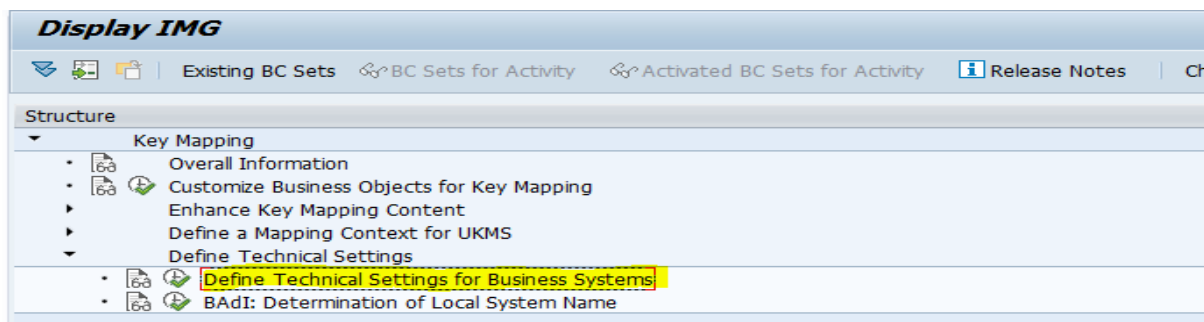 Display IMG
Existing BC Sets BC Sets for Activity Activated BC Sets for Activity Release Notes
Structure
Key Mapping
Overall Information
Customize Business Objects for Key Mapping
Enhance Key Mapping Content
Define a Mapping Context for UKMS
Define Technical Settings
Define Technical Settings for Business Systems
BAdI: Determination of Local System Name